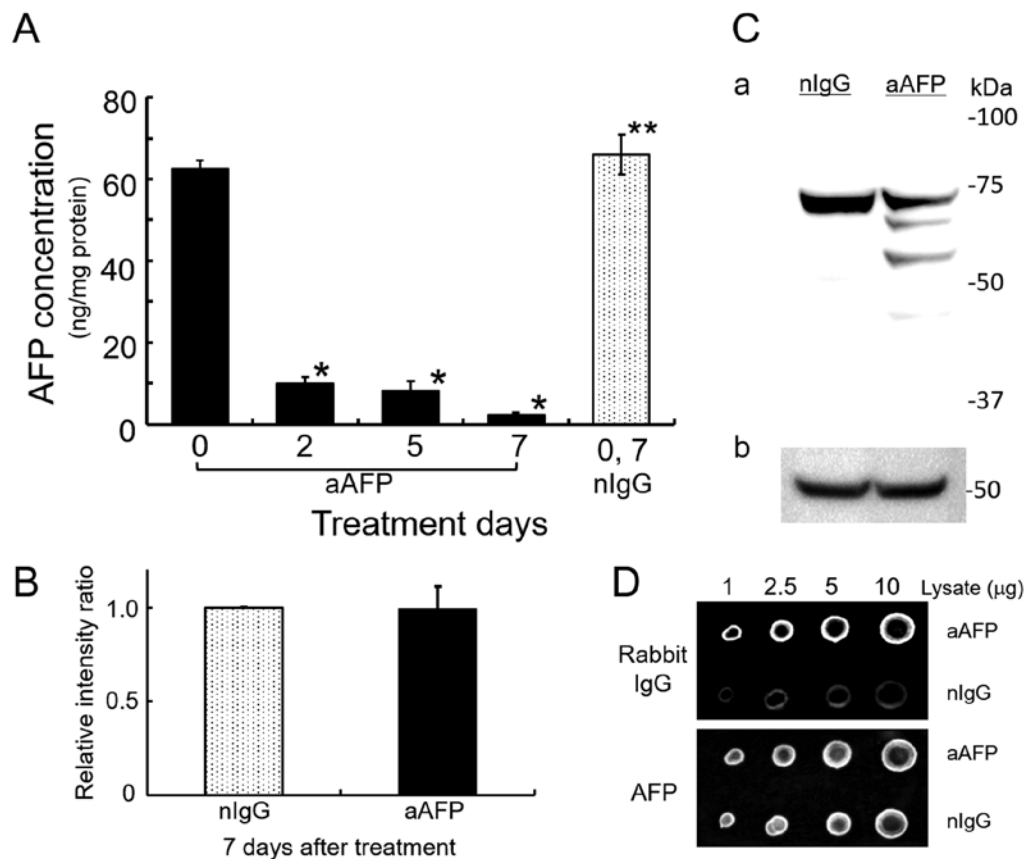 A
AFP concentration
(ng/mg protein)
80
60
40
20
0
*
*
*
**
0 2 5 7 0, 7
aAFP nIgG
Treatment days
B
Relative intensity ratio
1.0
0.5
0
nIgG aAFP
7 days after treatment
C
a
nIgG aAFP kDa
-100
-75
-50
-37
b
-50
D
1 2.5 5 10 Lysate (μg)
Rabbit
IgG
aAFP
nIgG
AFP
aAFP
nIgG